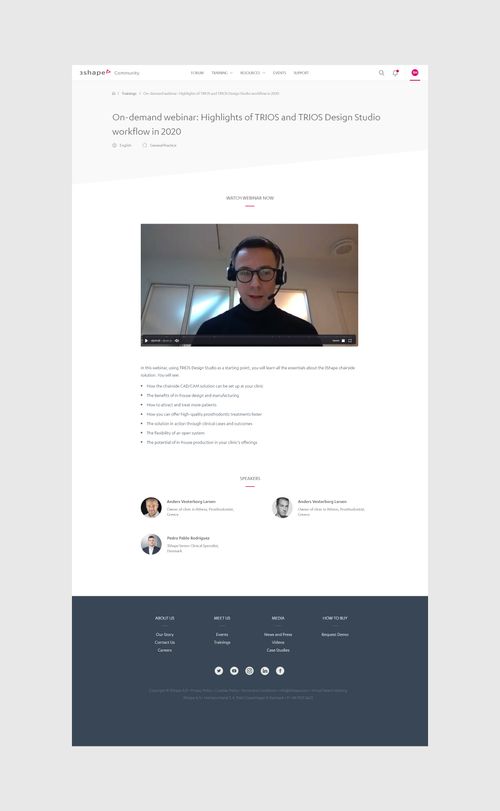 3shape Community
FORUM TRAINING RESOURCES EVENTS SUPPORT
Trainings On-demand webinar: Highlights of TRIOS and TRIOS Design Studio workflow in 2020
On-demand webinar: Highlights of TRIOS and TRIOS Design Studio
workflow in 2020
English General Practice
WATCH WEBINAR NOW
In this webinar, using TRIOS Design Studio as a starting point, you will learn all the essentials about the 3Shape chairside
solution. You will see:
• How the chairside CAD/CAM solution can be set up at your clinic
• The benefits of in-house design and manufacturing
• How to attract and treat more patients
• How you can offer high-quality prosthodontic treatments faster
• The solution in action through clinical cases and outcomes
• The flexibility of an open system
• The potential of in-house production in your clinic's offerings
SPEAKERS
Anders Vesterborg Larsen
Owner of clinic in Athens, Prosthodontist,
Greece
Anders Vesterborg Larsen
Owner of clinic in Athens, Prosthodontist,
Greece
Pedro Pablo Rodríguez
3Shape Senior Clinical Specialist,
Denmark
ABOUT US MEET US MEDIA HOW TO BUY
Our Story Events News and Press Request Demo
Contact Us Trainings Videos
Careers Case Studies